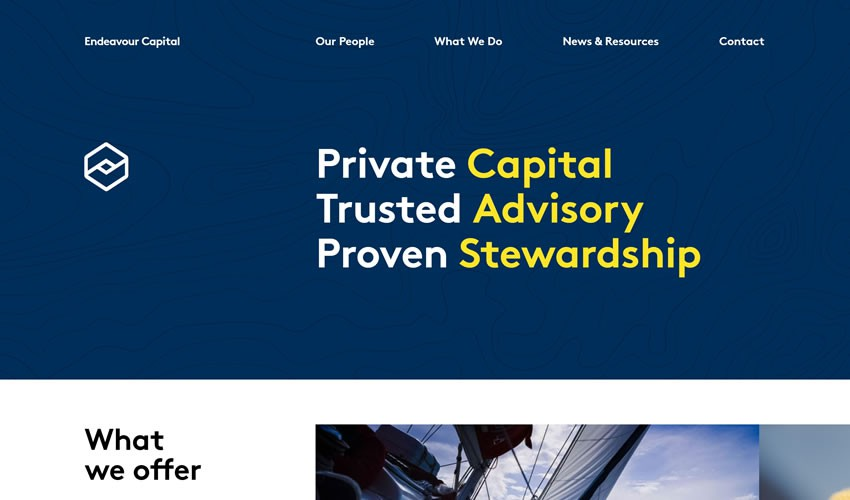 Endeavour Capital
Our People
What We Do
News & Resources
Contact
Private Capital
Trusted Advisory
Proven Stewardship
What
we offer